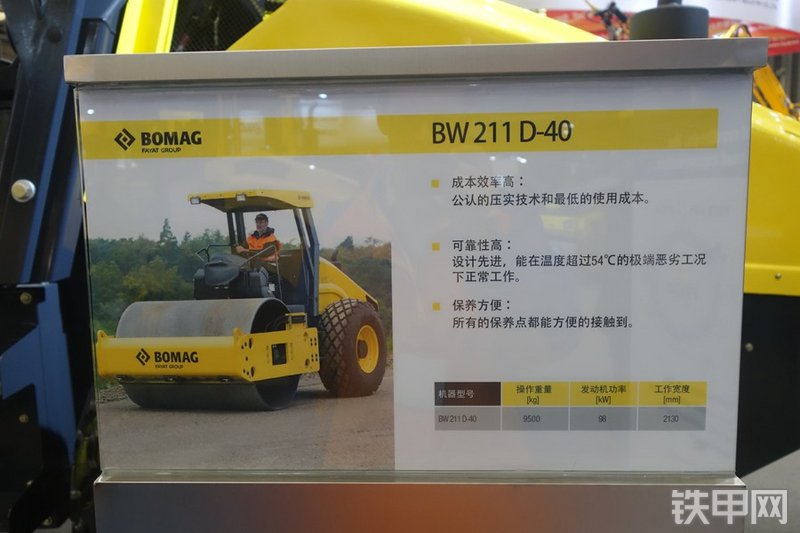 BOMAG
FAYAT GROUP
BW 211 D-40
成本效率高：
公认的压实技术和最低的使用成本。
可靠性高：
设计先进，能在温度超过54℃的极端恶劣工况
下正常工作。
保养方便：
所有的保养点都能方便的接触到。
BOMAG
FAYAT GROUP
机器型号 操作重量 发动机功率 工作宽度
[kg] [kW] [mm]
BW 211 D-40 9500 98 2130
铁甲网